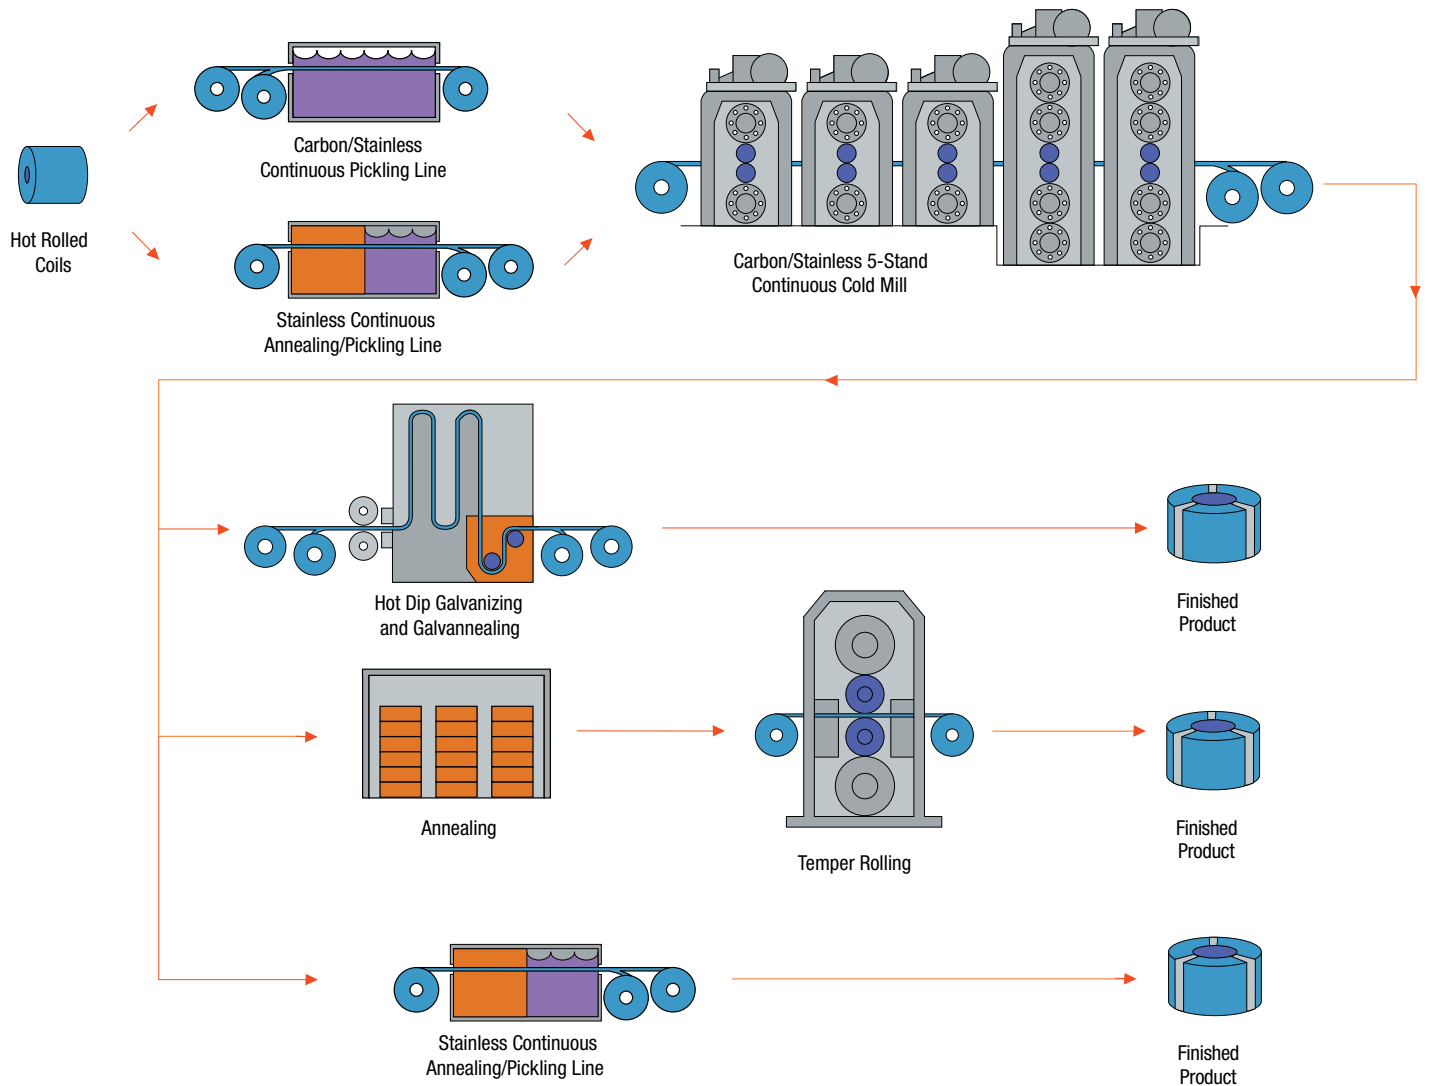 Carbon/Stainless
Continuous Pickling Line
Hot Rolled
Coils
Stainless Continuous
Annealing/Pickling Line
Carbon/Stainless 5-Stand
Continuous Cold Mill
Hot Dip Galvanizing
and Galvannealing
Finished
Product
Annealing
Temper Rolling
Finished
Product
Stainless Continuous
Annealing/Pickling Line
Finished
Product